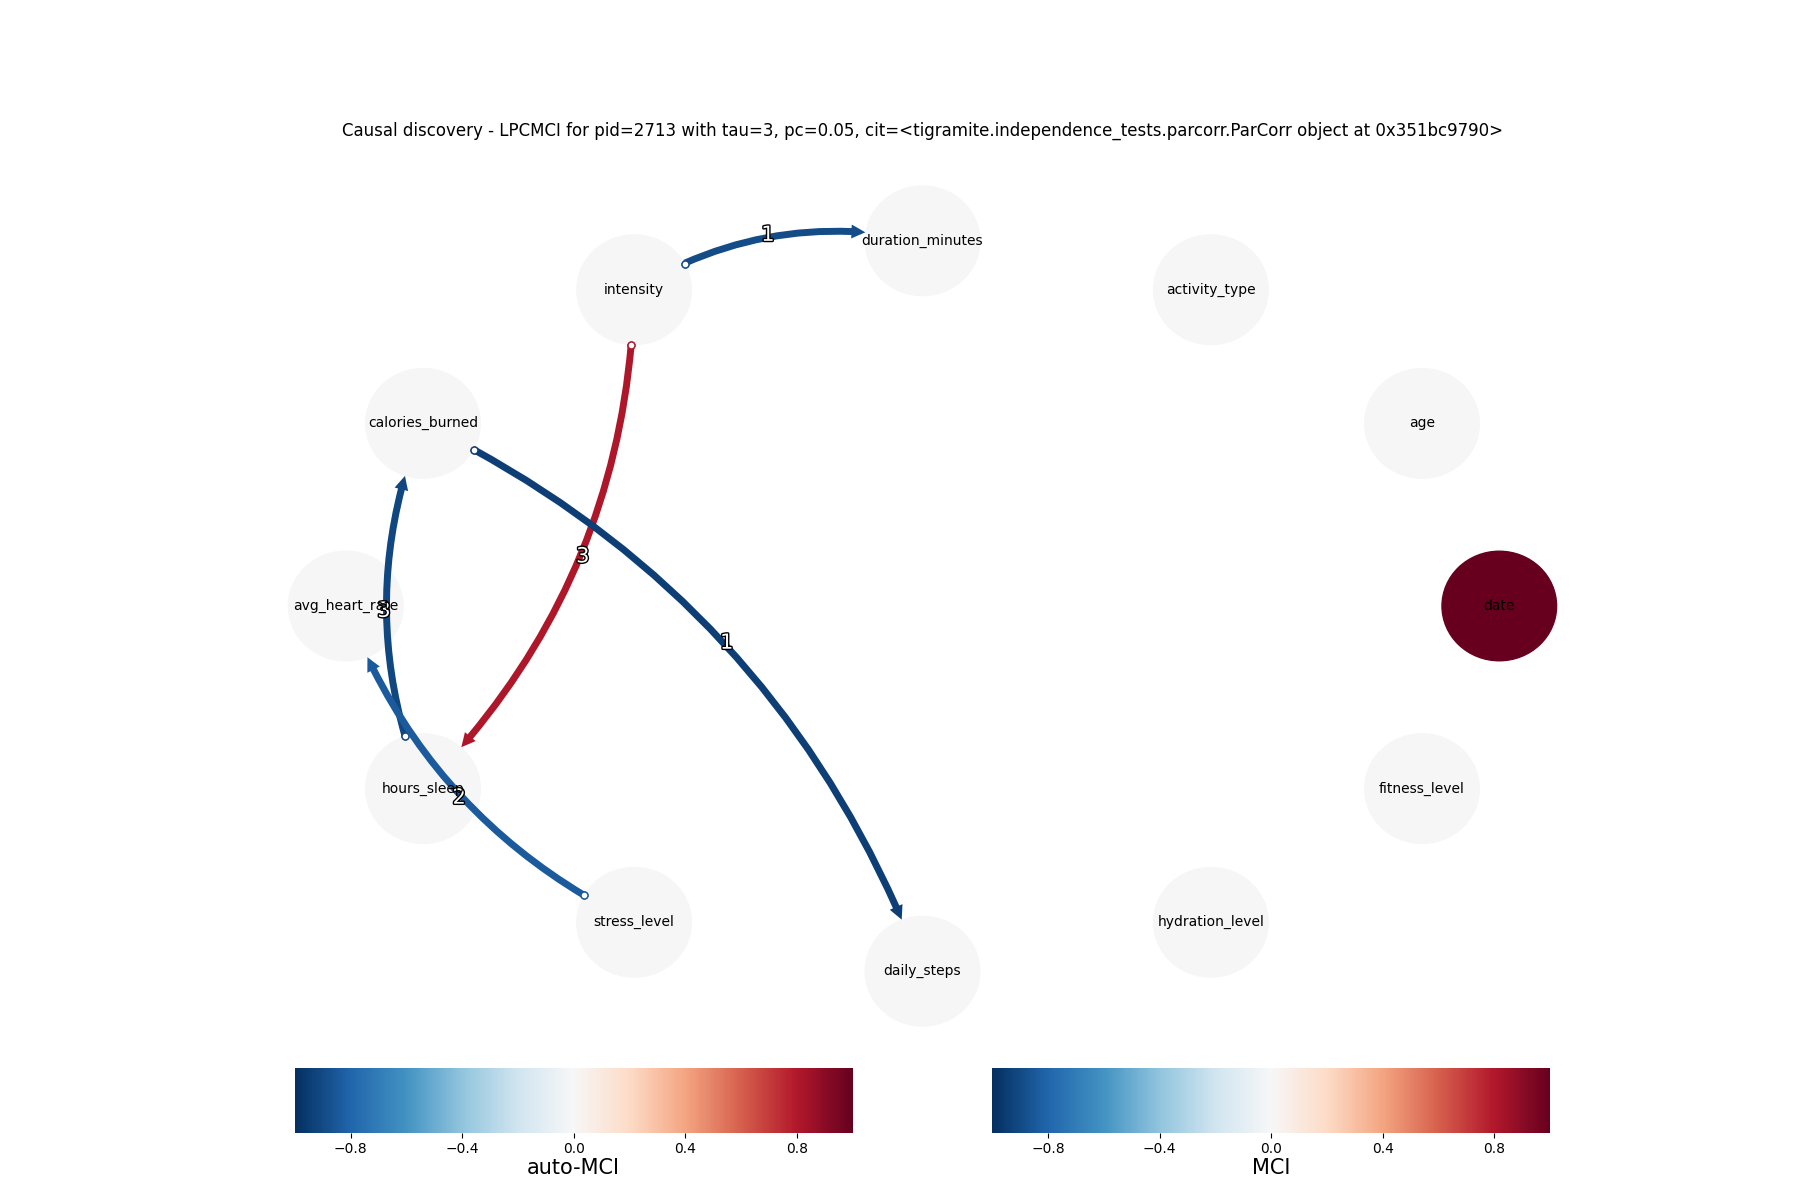 Causal discovery - LPCMCI for pid=2713 with tau=3, pc=0.05, cit=<tigramite.independence_tests.parcorr.ParCorr object at 0x351bc9790>
duration_minutes
1
intensity
activity_type
calories_burned
age
3
avg_heart_rate
3
date
1
hours_sleep
2
fitness_level
stress_level
hydration_level
daily_steps
−0.8 −0.4 0.0 0.4 0.8
auto-MCI
−0.8 −0.4 0.0 0.4 0.8
MCI